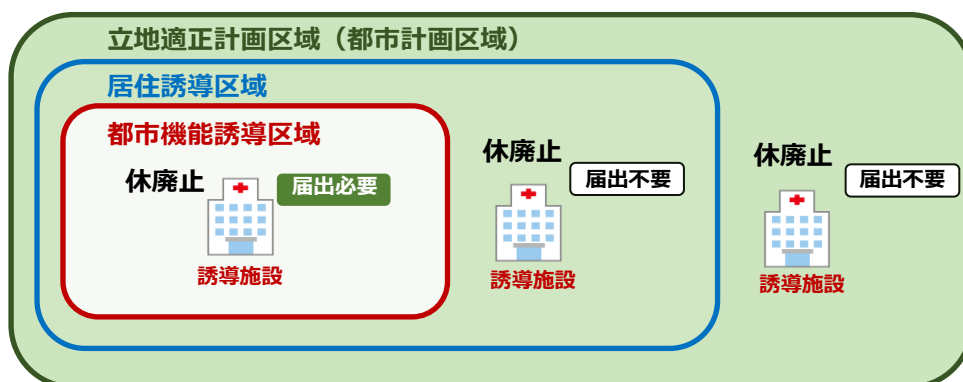 立地適正計画区域（都市計画区域）
居住誘導区域
都市機能誘導区域
休廃止
届出必要
誘導施設
休廃止
届出不要
誘導施設
休廃止
届出不要
誘導施設